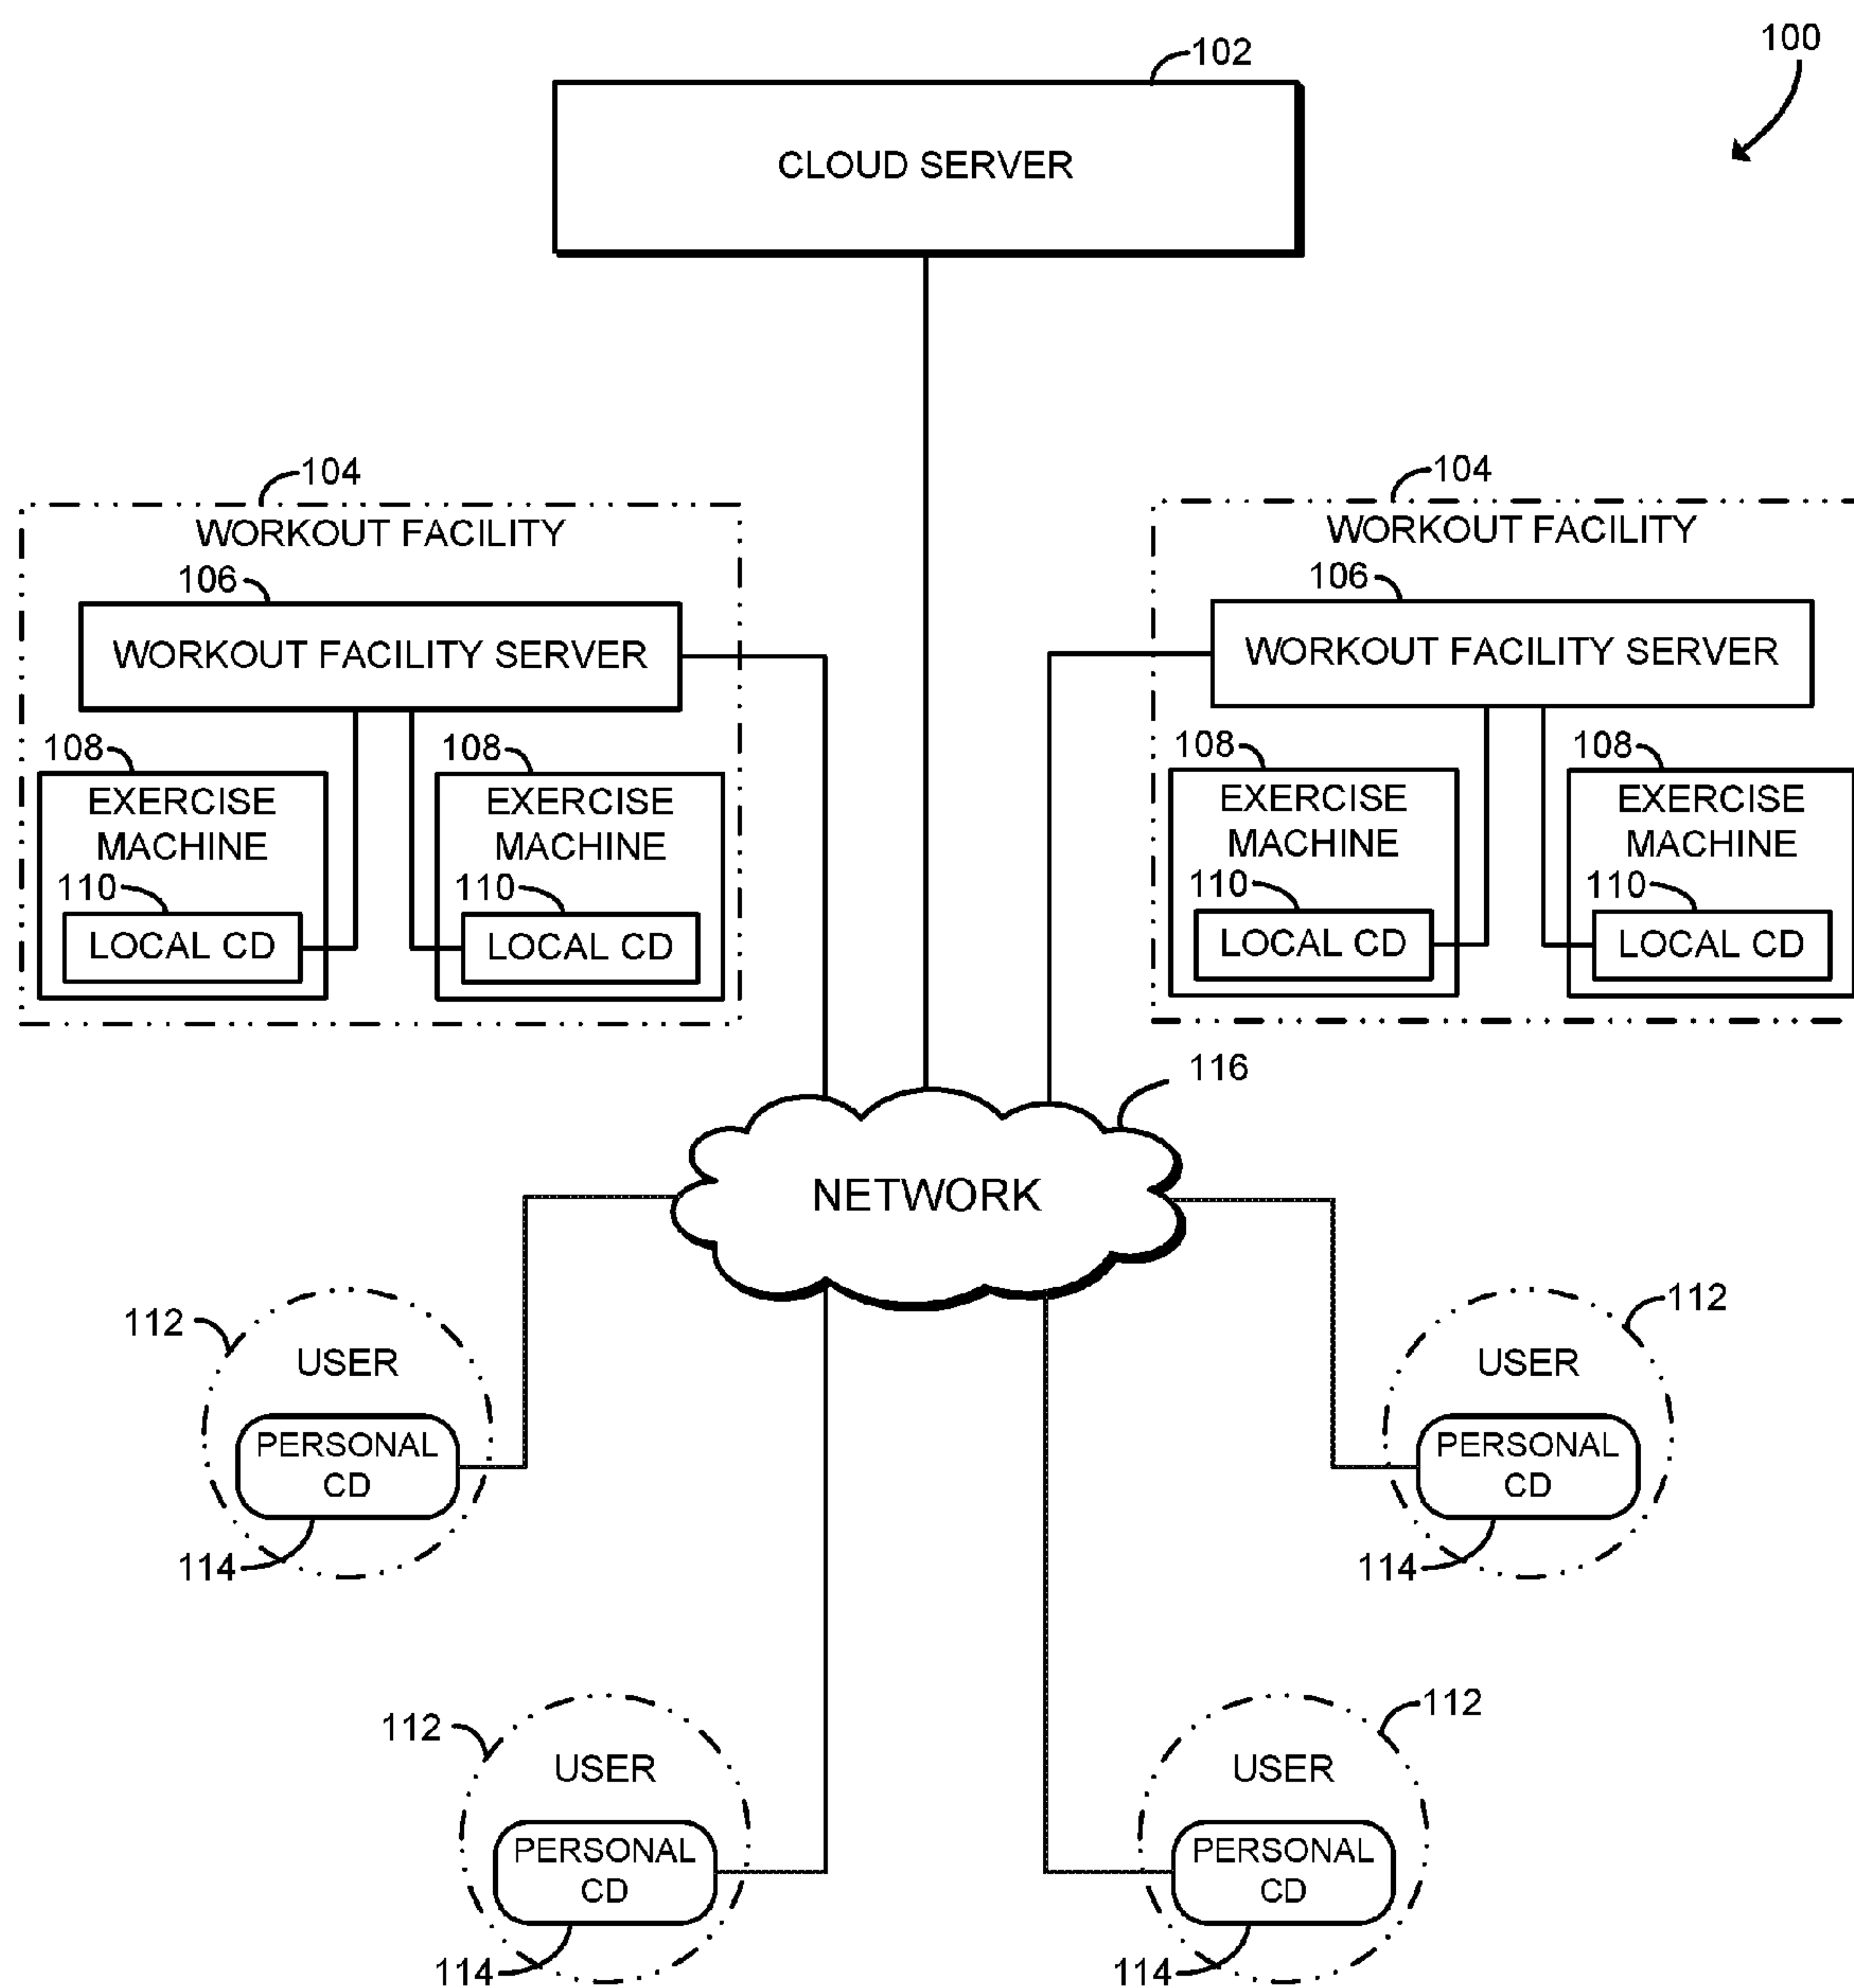 100
102
CLOUD SERVER
104
WORKOUT FACILITY
106
WORKOUT FACILITY SERVER
108
EXERCISE
MACHINE
110
LOCAL CD
108
EXERCISE
MACHINE
110
LOCAL CD
104
WORKOUT FACILITY
106
WORKOUT FACILITY SERVER
108
EXERCISE
MACHINE
110
LOCAL CD
108
EXERCISE
MACHINE
110
LOCAL CD
116
NETWORK
112
USER
PERSONAL
CD
114
112
USER
PERSONAL
CD
114
112
USER
PERSONAL
CD
114
112
USER
PERSONAL
CD
114